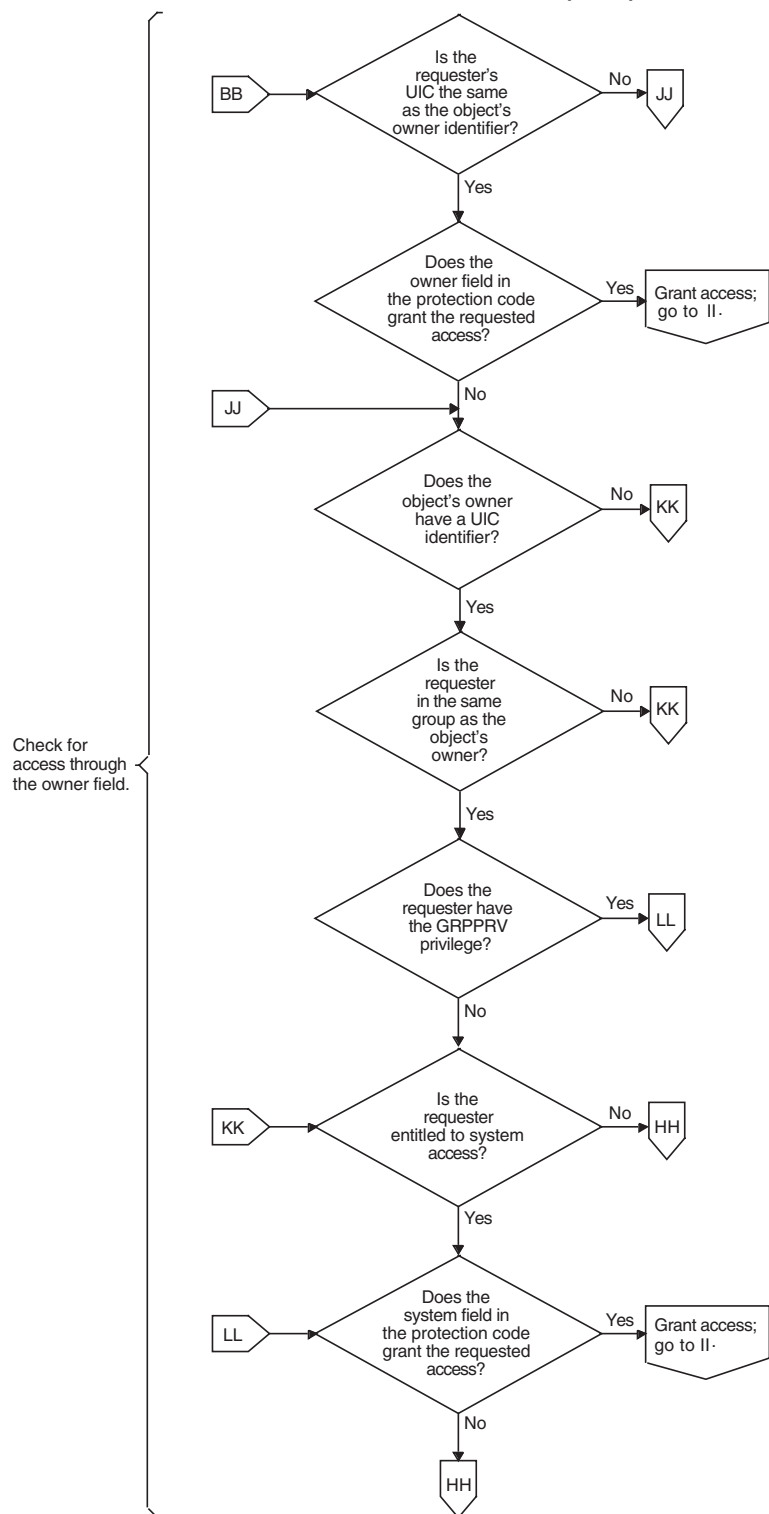 Is the
requester's
UIC the same
as the object's
owner identifier?
BB
No
JJ
Yes
Does the
owner field in
the protection code
grant the requested
access?
Yes
Grant access;
go to II.
No
JJ
Does the
object's owner
have a UIC
identifier?
No
KK
Yes
Is the
requester
in the same
group as the
object's
owner?
No
KK
Check for
access through
the owner field.
Yes
Does the
requester have
the GRPPRV
privilege?
Yes
LL
No
Is the
requester
entitled to system
access?
KK
No
HH
Yes
Does the
system field in
the protection code
grant the requested
access?
LL
Yes
Grant access;
go to II.
No
HH